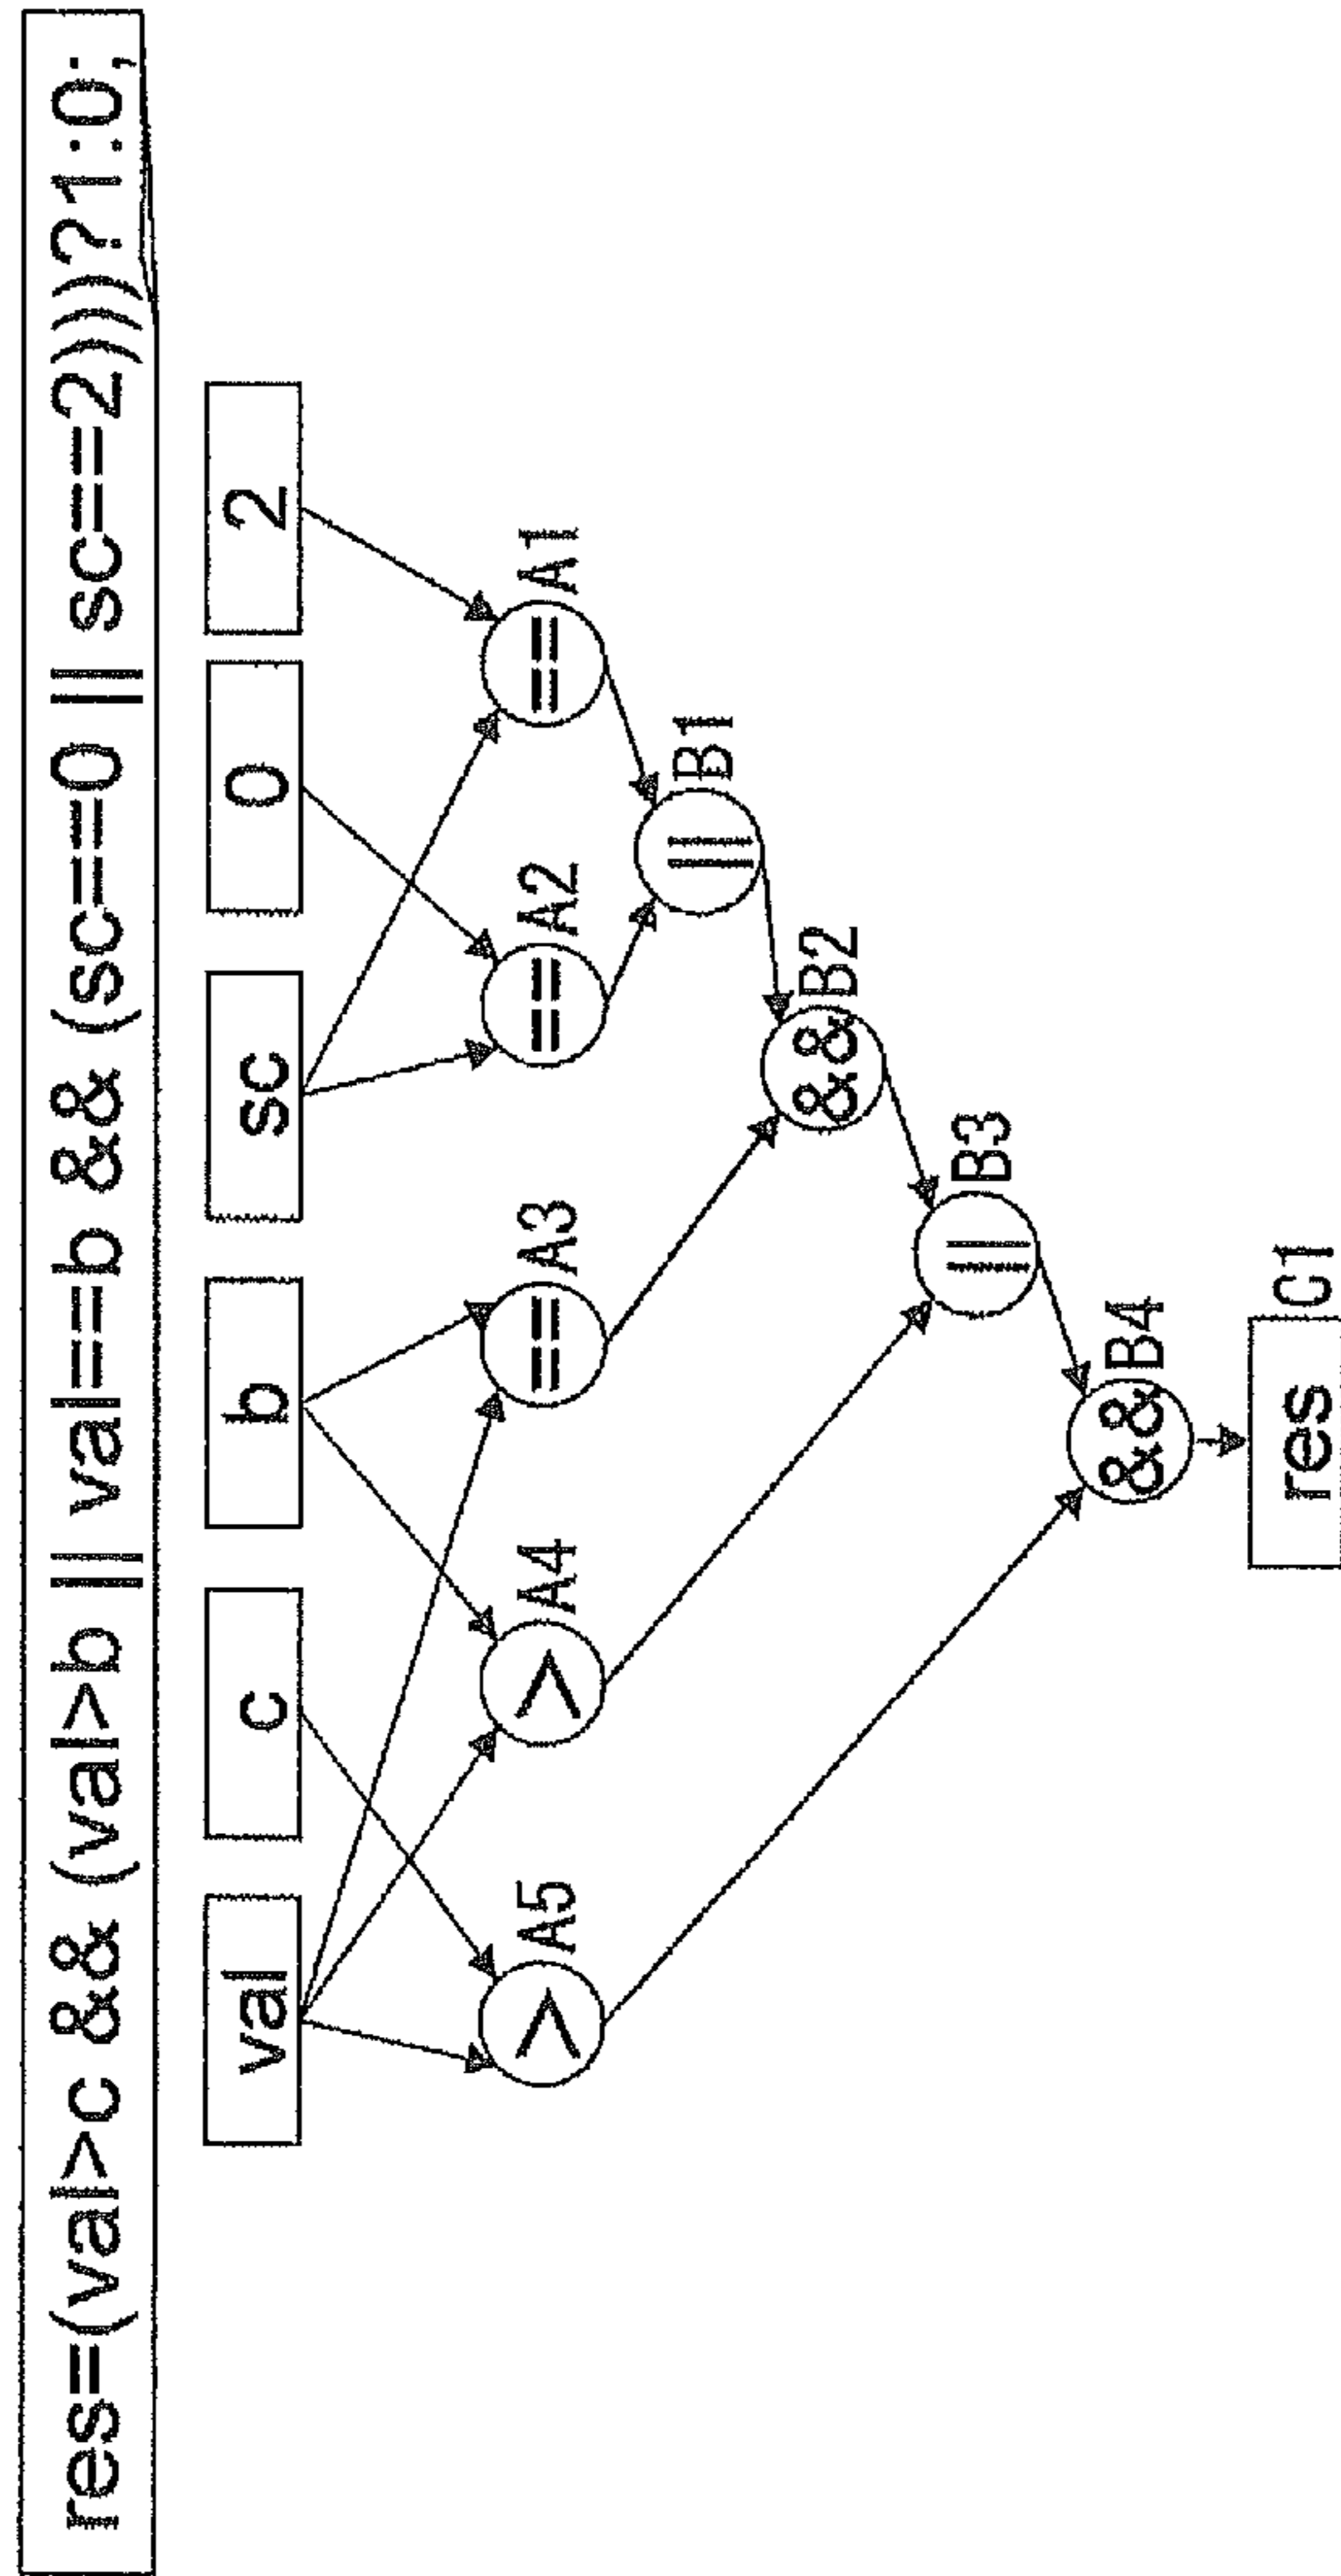 res=(val>c && (val>b || val==b && (sc==0 || sc==2)))?1:0;
val c b sc 0 2
> A5 > A4 == A3 == A2 == A1
|| B1
&& B2
|| B3
&& B4
res C1